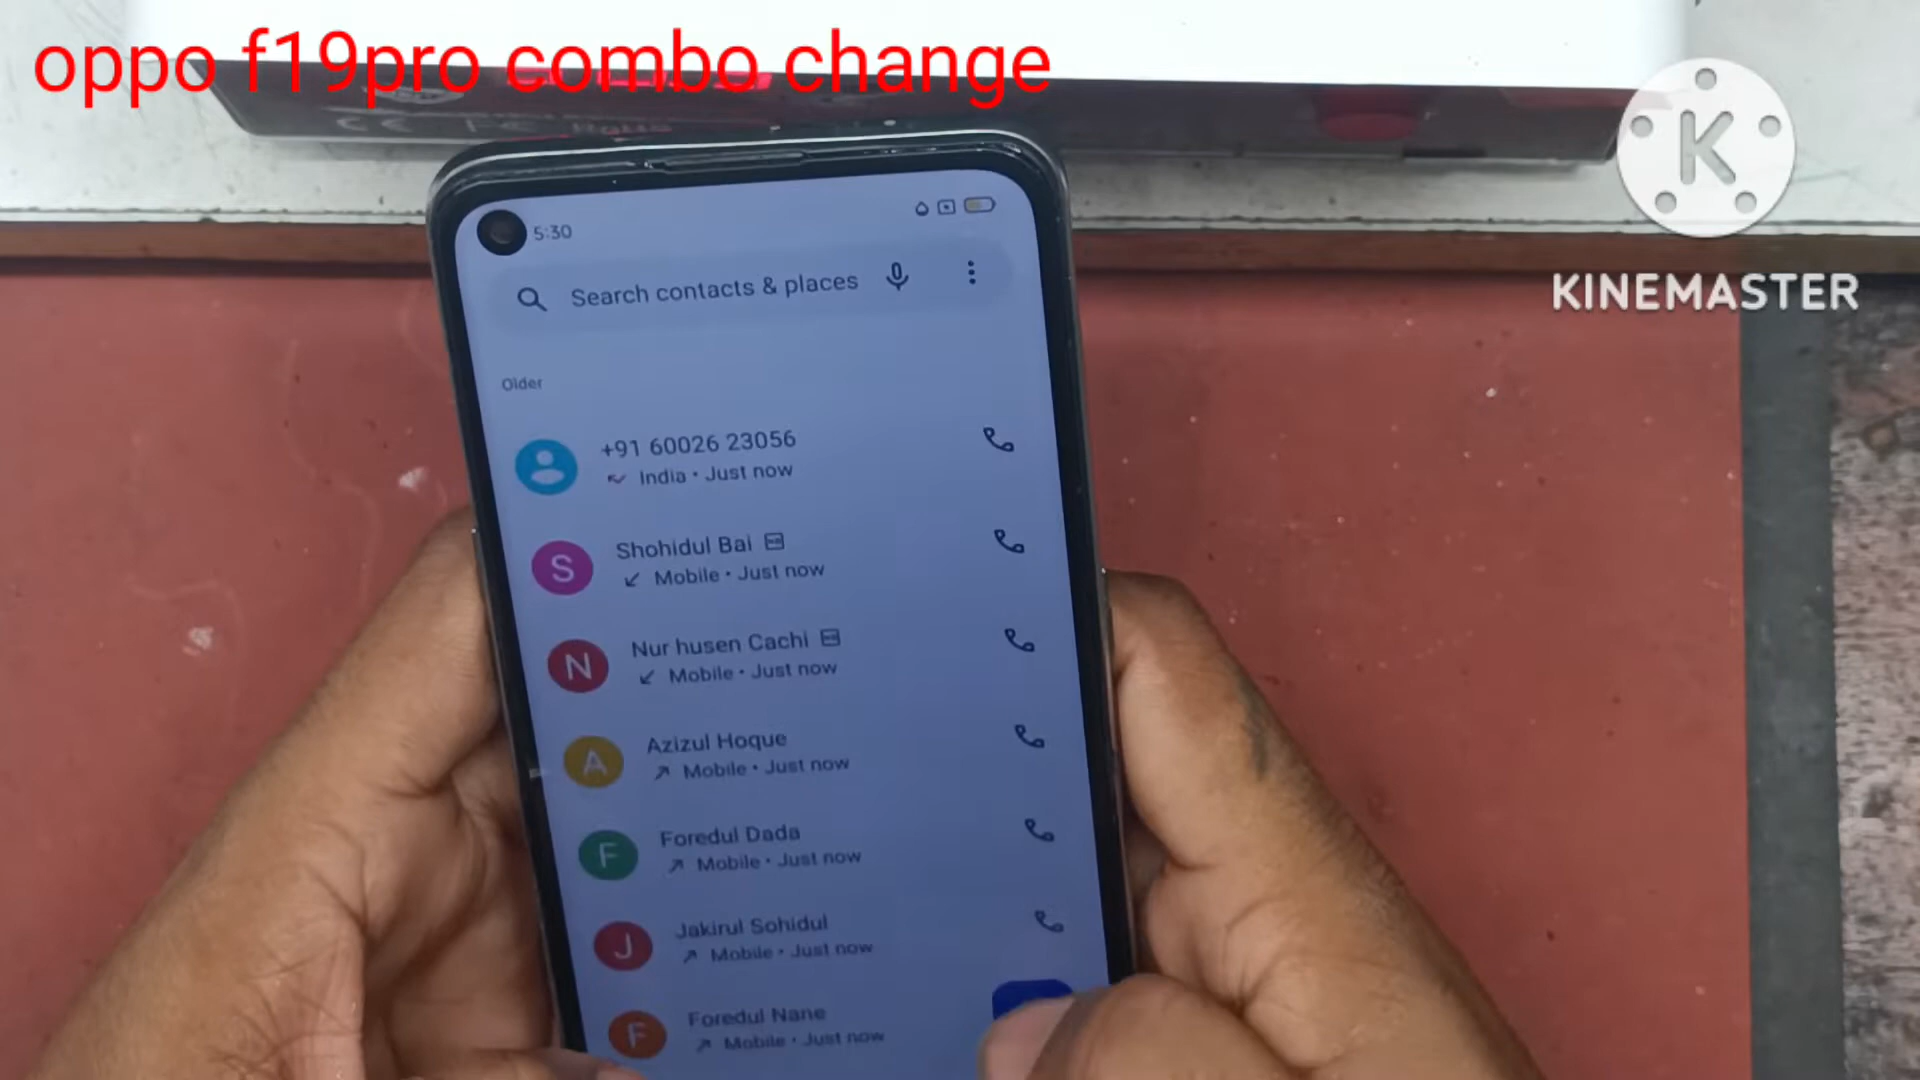 oppo f19pro combo change
CE
RoHS
K
KINEMASTER
5:30
Search contacts & places
Older
+91 60026 23056
India • Just now
S
Shohidul Bai
Mobile • Just now
N
Nur husen Cachi
Mobile • Just now
A
Azizul Hoque
Mobile • Just now
F
Foredul Dada
Mobile • Just now
J
Jakirul Sohidul
Mobile • Just now
F
Foredul Nane
Mobile • Just now